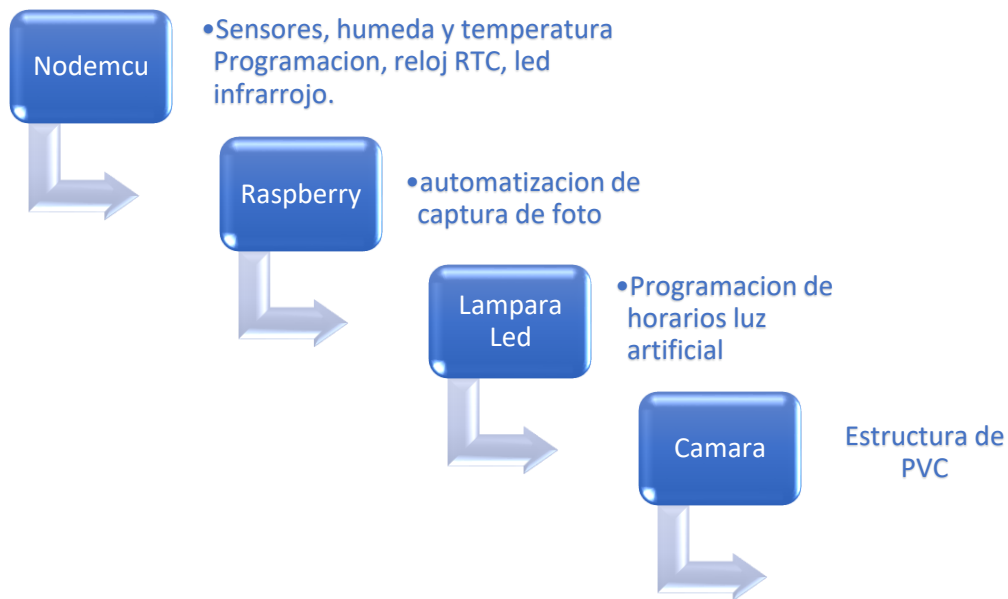 Nodemcu
•Sensores, humeda y temperatura
Programacion, reloj RTC, led
infrarrojo.
Raspberry
•automatizacion de
captura de foto
Lampara
Led
•Programacion de
horarios luz
artificial
Camara
Estructura de
PVC